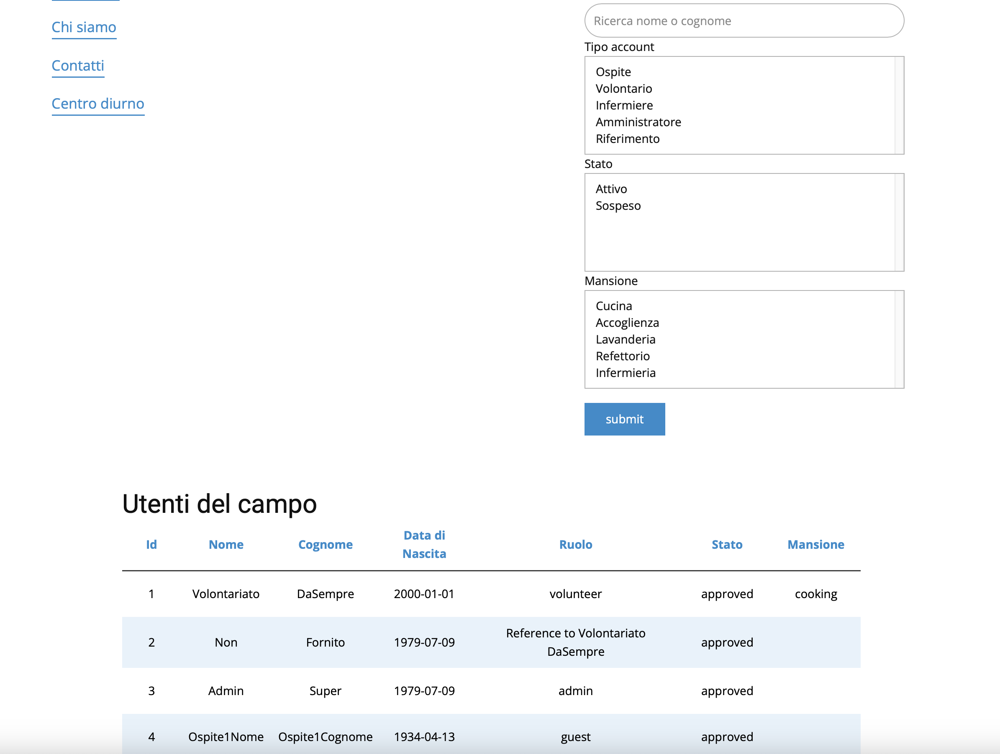 Chi siamo
Contatti
Centro diurno
Ricerca nome o cognome
Tipo account
Ospite
Volontario
Infermiere
Amministratore
Riferimento
Stato
Attivo
Sospeso
Mansione
Cucina
Accoglienza
Lavanderia
Refettorio
Infermieria
submit
Utenti del campo
Id Nome Cognome Data di Nascita Ruolo Stato Mansione
1 Volontariato DaSempre 2000-01-01 volunteer approved cooking
2 Non Fornito 1979-07-09 Reference to Volontariato DaSempre approved
3 Admin Super 1979-07-09 admin approved
4 Ospite1Nome Ospite1Cognome 1934-04-13 guest approved